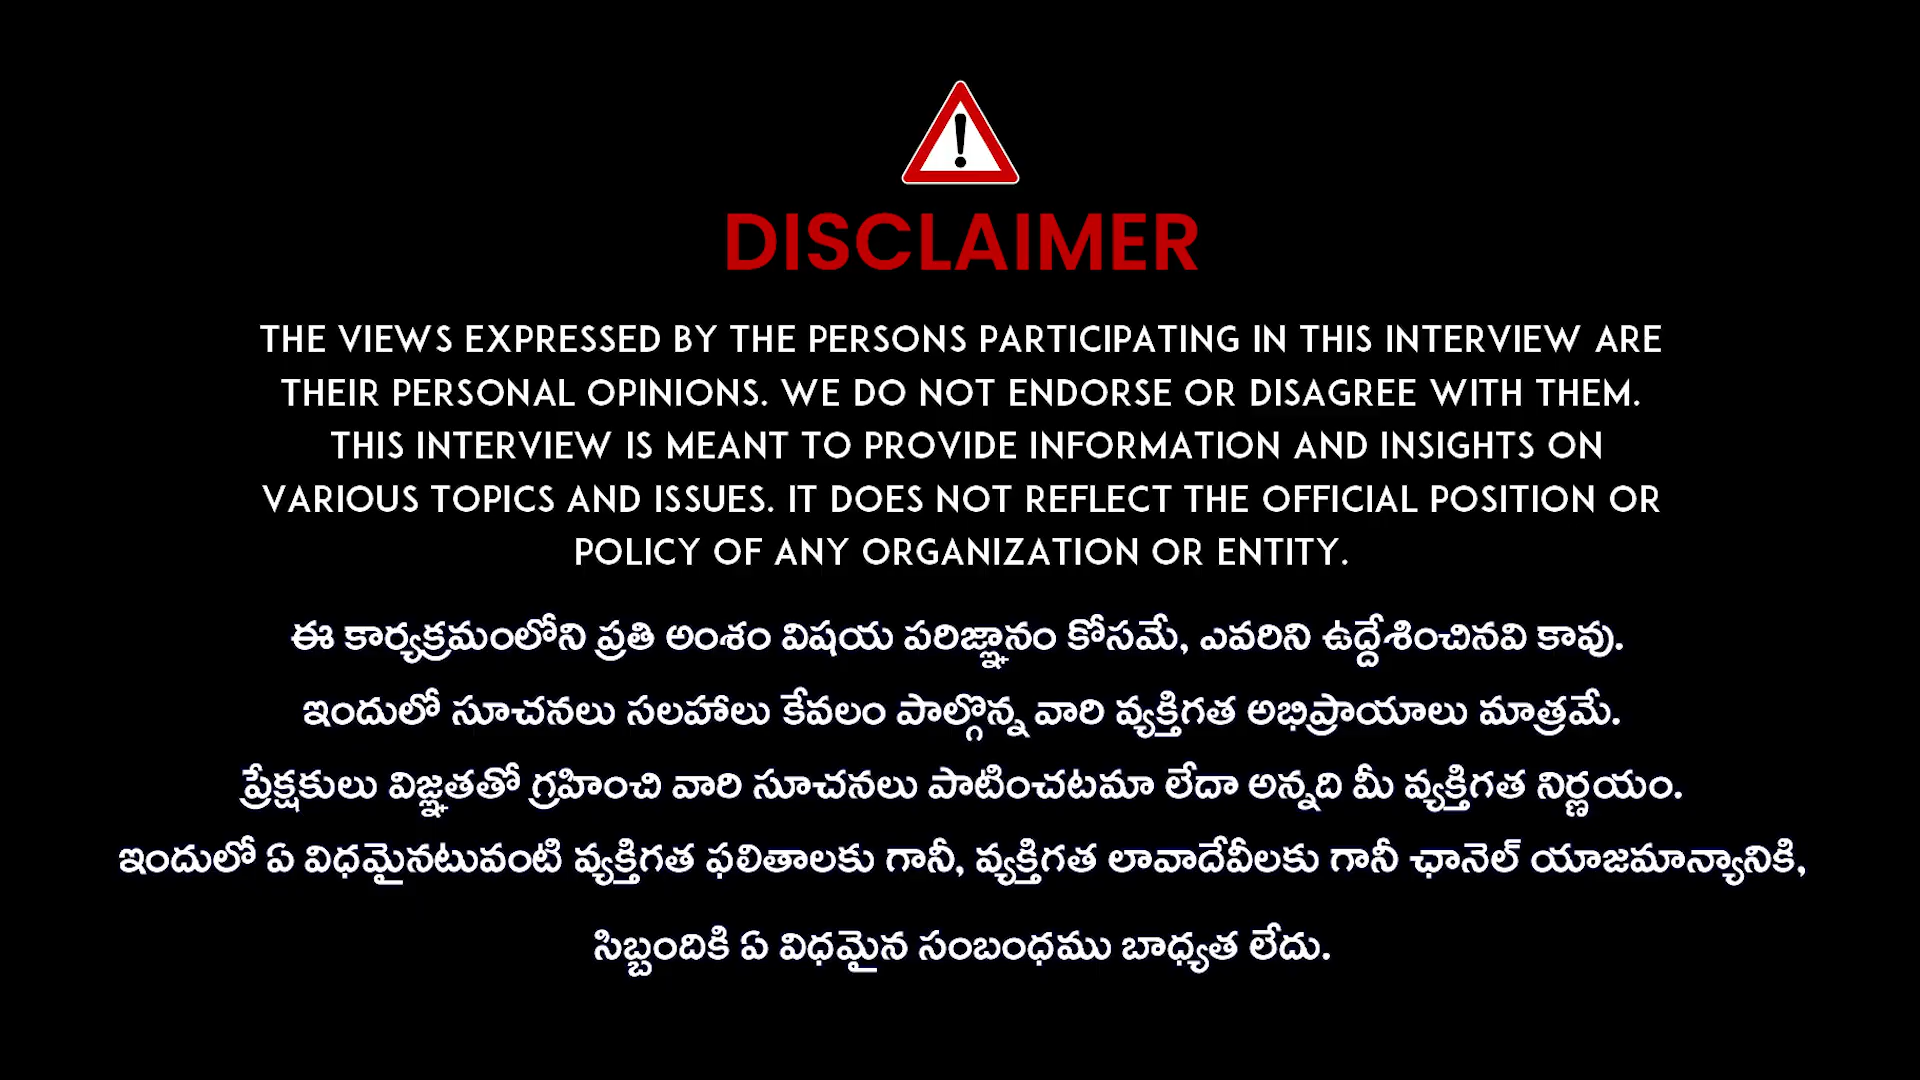 DISCLAIMER
THE VIEWS EXPRESSED BY THE PERSONS PARTICIPATING IN THIS INTERVIEW ARE
THEIR PERSONAL OPINIONS. WE DO NOT ENDORSE OR DISAGREE WITH THEM.
THIS INTERVIEW IS MEANT TO PROVIDE INFORMATION AND INSIGHTS ON
VARIOUS TOPICS AND ISSUES. IT DOES NOT REFLECT THE OFFICIAL POSITION OR
POLICY OF ANY ORGANIZATION OR ENTITY.
ఈ కార్యక్రమంలోని ప్రతి అంశం విషయ పరిజ్ఞానం కోసమే, ఎవరిని ఉద్దేశించినవి కావు.
ఇందులో సూచనలు సలహాలు కేవలం పాల్గొన్న వారి వ్యక్తిగత అభిప్రాయాలు మాత్రమే.
ప్రేక్షకులు విజ్ఞతతో గ్రహించి వారి సూచనలు పాటించటమా లేదా అన్నది మీ వ్యక్తిగత నిర్ణయం.
ఇందులో ఏ విధమైనటువంటి వ్యక్తిగత ఫలితాలకు గానీ, వ్యక్తిగత లావాదేవీలకు గానీ ఛానెల్ యాజమాన్యానికి,
సిబ్బందికి ఏ విధమైన సంబంధము బాధ్యత లేదు.